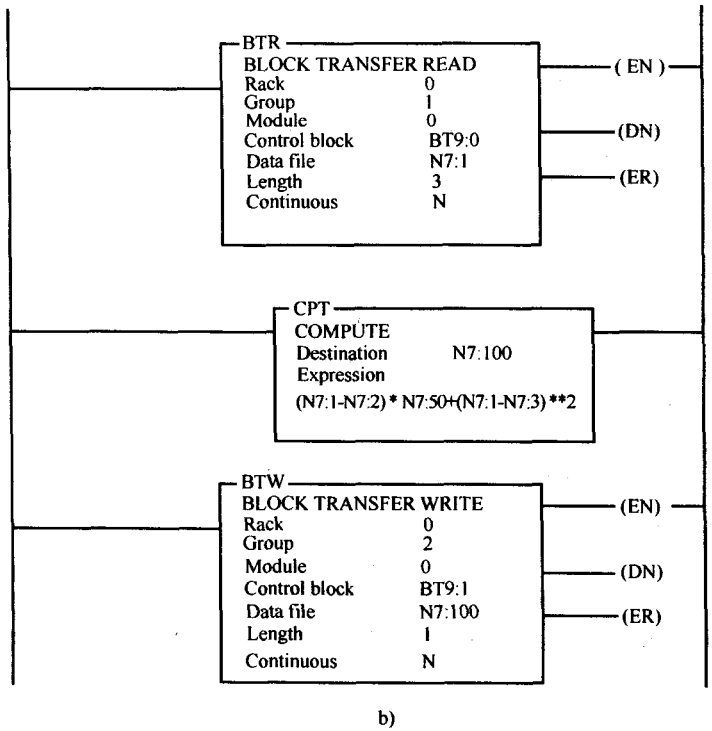 BTR
BLOCK TRANSFER READ
( EN )
Rack 0
Group 1
Module 0
Control block BT9:0
(DN)
Data file N7:1
Length 3
(ER)
Continuous N
CPT
COMPUTE
Destination N7:100
Expression
(N7:1-N7:2) * N7:50+(N7:1-N7:3) **2
BTW
BLOCK TRANSFER WRITE
(EN)
Rack 0
Group 2
Module 0
(DN)
Control block BT9:1
Data file N7:100
(ER)
Length 1
Continuous N
b)